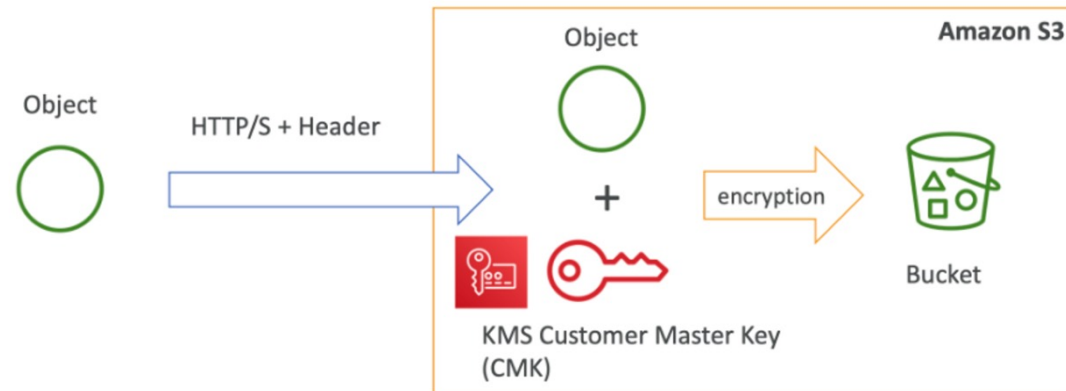 Amazon S3
Object
Object
HTTP/S + Header
+
encryption
Bucket
KMS Customer Master Key
(CMK)